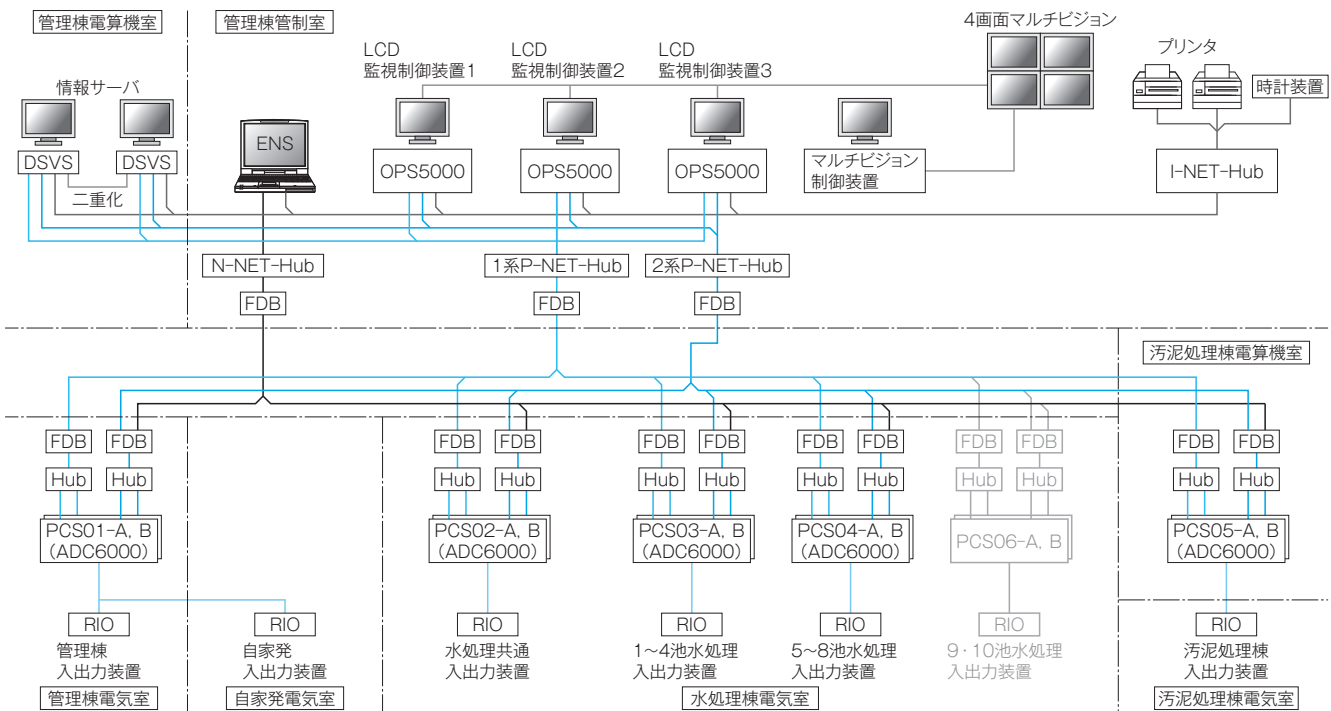 管理棟電算機室
管理棟管制室
4画面マルチビジョン
プリンタ
時計装置
情報サーバ
LCD
監視制御装置1
LCD
監視制御装置2
LCD
監視制御装置3
DSVS
DSVS
二重化
ENS
OPS5000
OPS5000
OPS5000
マルチビジョン
制御装置
I-NET-Hub
N-NET-Hub
1系P-NET-Hub
2系P-NET-Hub
FDB
FDB
FDB
汚泥処理棟電算機室
FDB
FDB
FDB
FDB
FDB
FDB
FDB
FDB
FDB
FDB
FDB
FDB
Hub
Hub
Hub
Hub
Hub
Hub
Hub
Hub
Hub
Hub
Hub
Hub
PCS01-A, B
(ADC6000)
PCS02-A, B
(ADC6000)
PCS03-A, B
(ADC6000)
PCS04-A, B
(ADC6000)
PCS06-A, B
PCS05-A, B
(ADC6000)
RIO
RIO
RIO
RIO
RIO
RIO
RIO
管理棟
入出力装置
自家発
入出力装置
水処理共通
入出力装置
1~4池水処理
入出力装置
5~8池水処理
入出力装置
9・10池水処理
入出力装置
汚泥処理棟
入出力装置
管理棟電気室
自家発電気室
水処理棟電気室
汚泥処理棟電気室